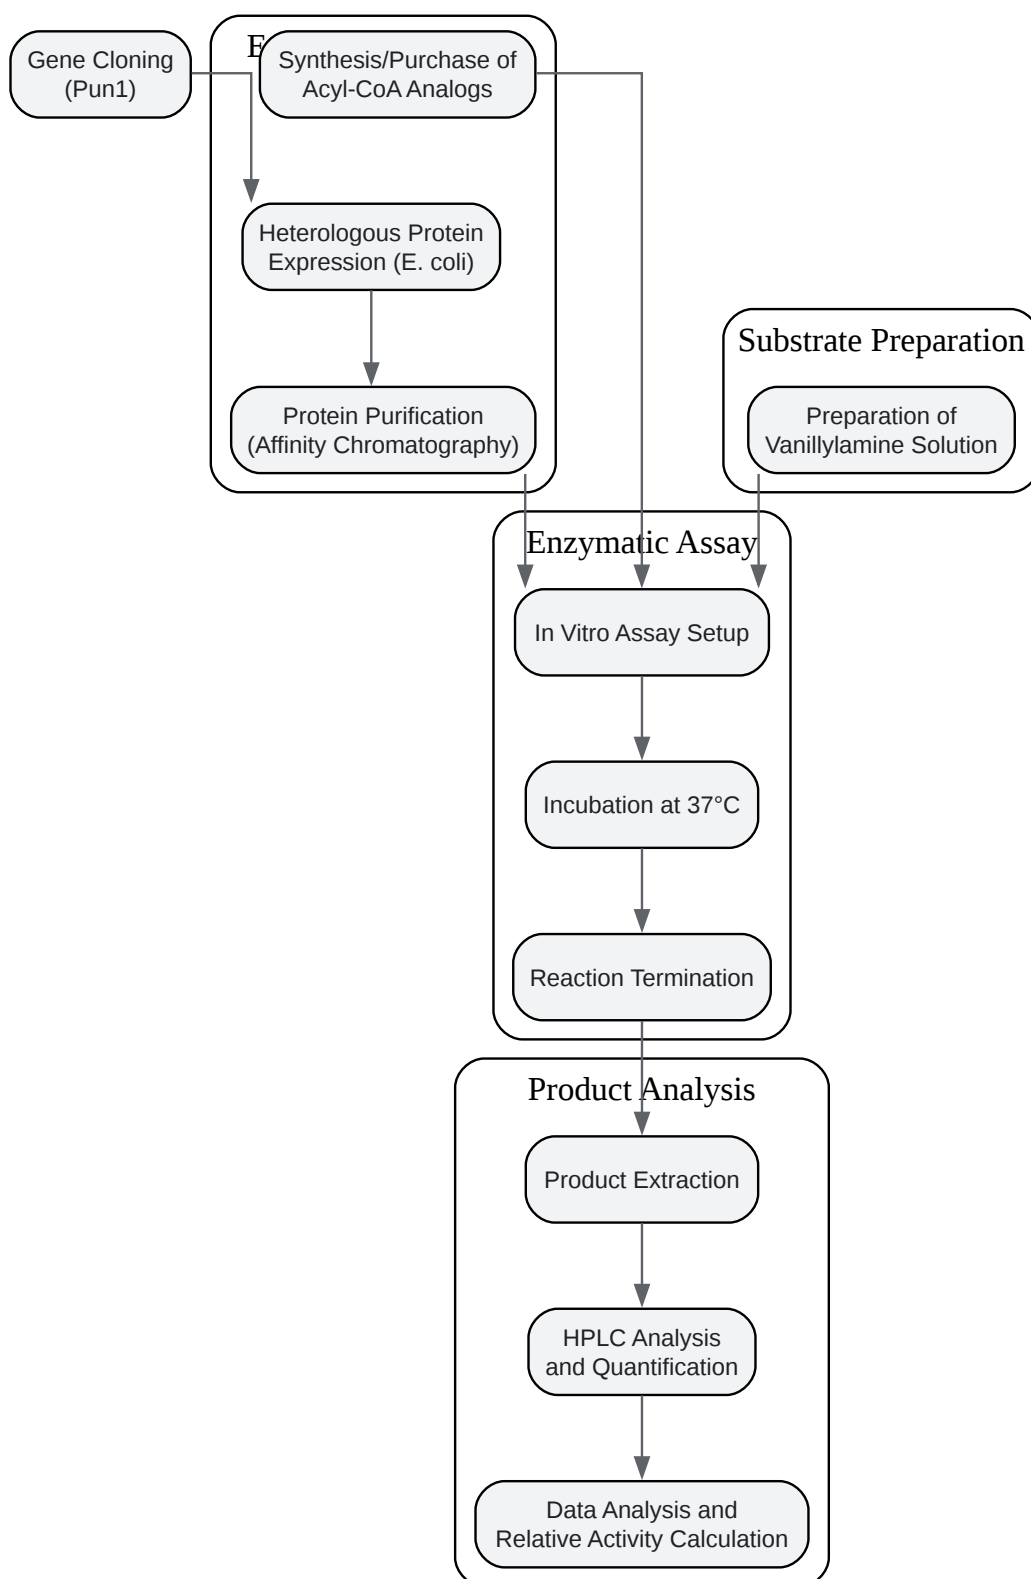 Gene Cloning
(Pun1)
Synthesis/Purchase of
Acyl-CoA Analogs
Heterologous Protein
Expression (E. coli)
Substrate Preparation
Protein Purification
(Affinity Chromatography)
Preparation of
Vanillylamine Solution
Enzymatic Assay
In Vitro Assay Setup
Incubation at 37°C
Reaction Termination
Product Analysis
Product Extraction
HPLC Analysis
and Quantification
Data Analysis and
Relative Activity Calculation